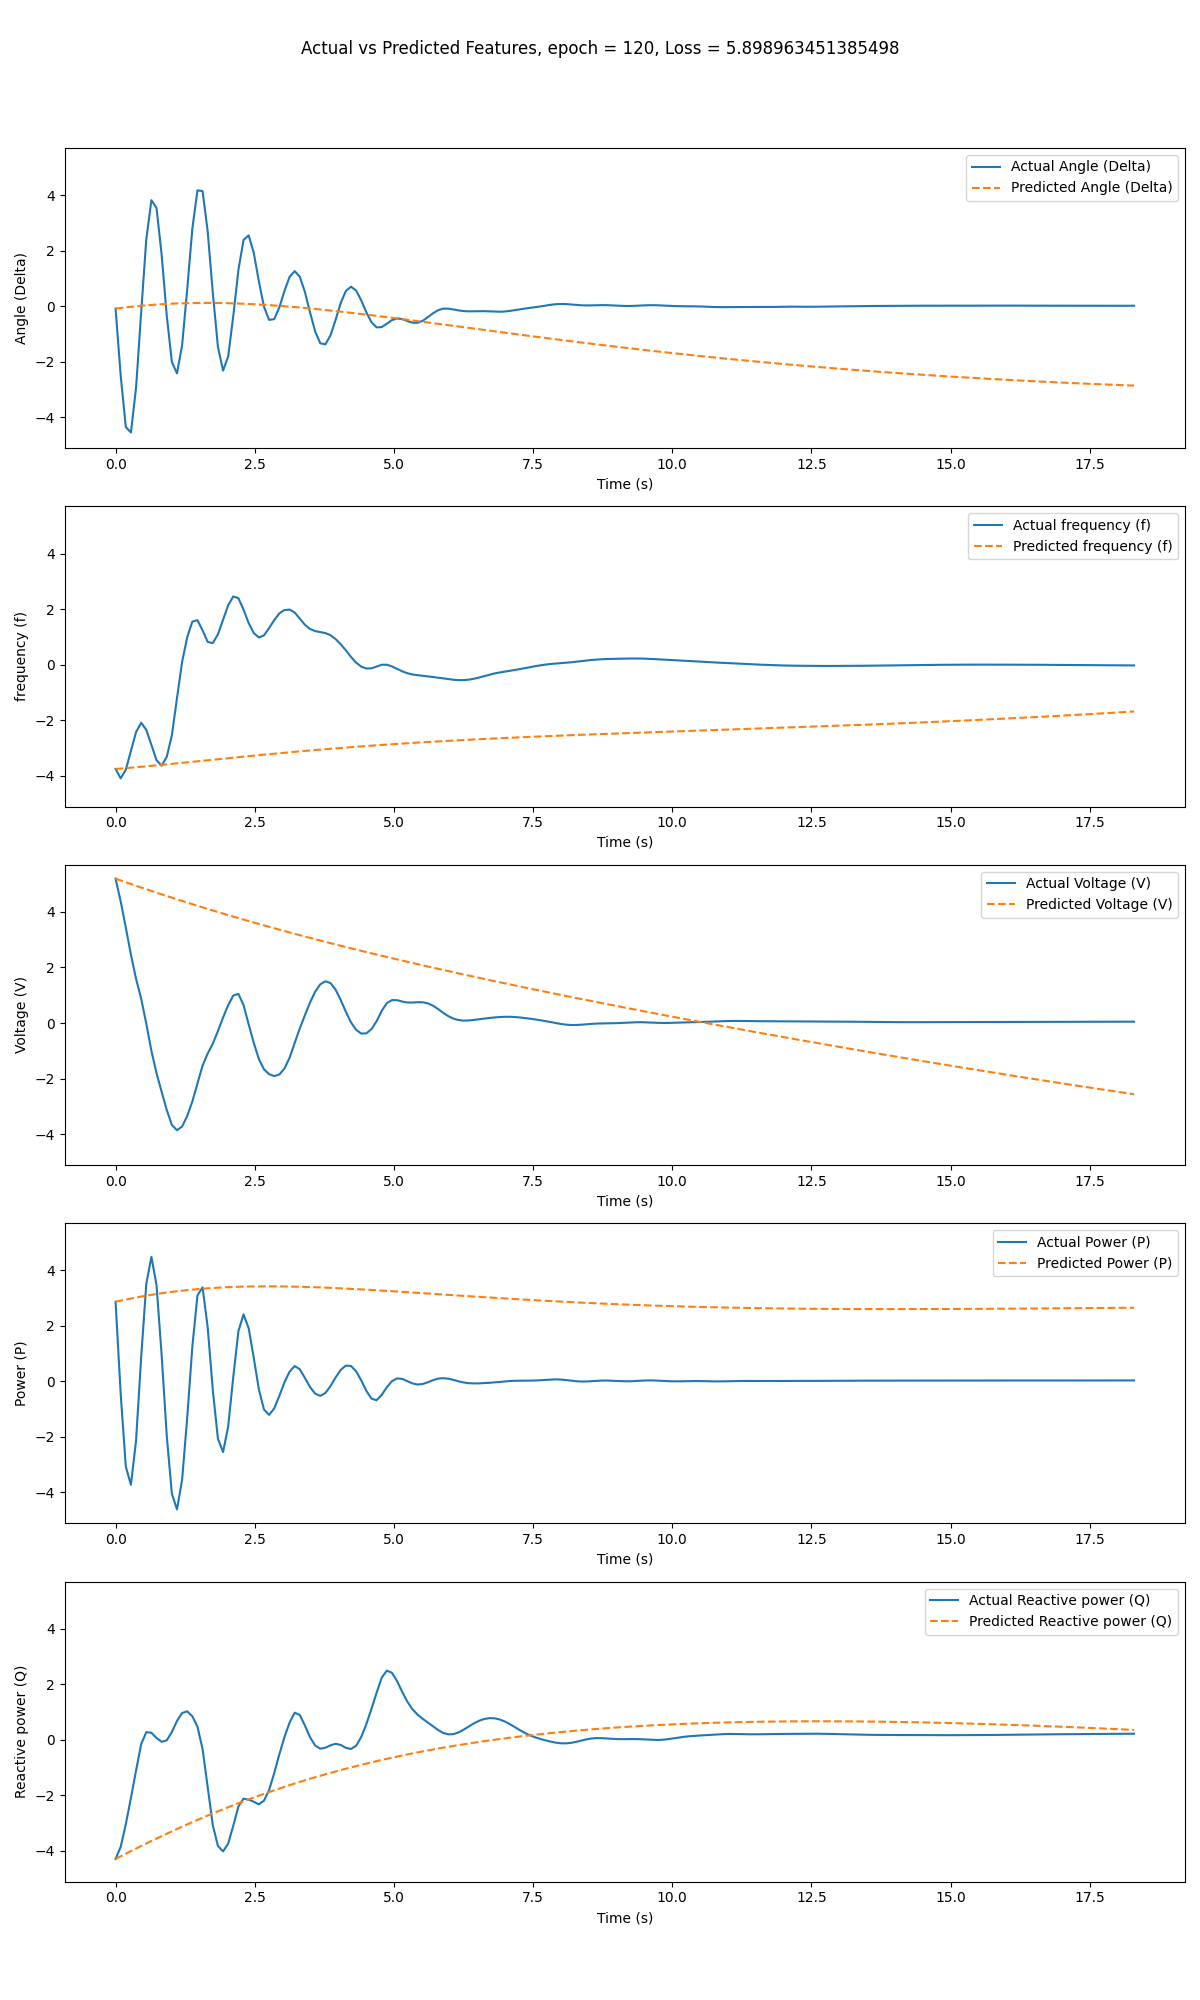 Actual vs Predicted Features, epoch = 120, Loss = 5.898963451385498
Actual Angle (Delta)
Predicted Angle (Delta)
Angle (Delta)
4
2
0
−2
−4
0.0 2.5 5.0 7.5 10.0 12.5 15.0 17.5
Time (s)
Actual frequency (f)
Predicted frequency (f)
frequency (f)
4
2
0
−2
−4
0.0 2.5 5.0 7.5 10.0 12.5 15.0 17.5
Time (s)
Actual Voltage (V)
Predicted Voltage (V)
Voltage (V)
4
2
0
−2
−4
0.0 2.5 5.0 7.5 10.0 12.5 15.0 17.5
Time (s)
Actual Power (P)
Predicted Power (P)
Power (P)
4
2
0
−2
−4
0.0 2.5 5.0 7.5 10.0 12.5 15.0 17.5
Time (s)
Actual Reactive power (Q)
Predicted Reactive power (Q)
Reactive power (Q)
4
2
0
−2
−4
0.0 2.5 5.0 7.5 10.0 12.5 15.0 17.5
Time (s)